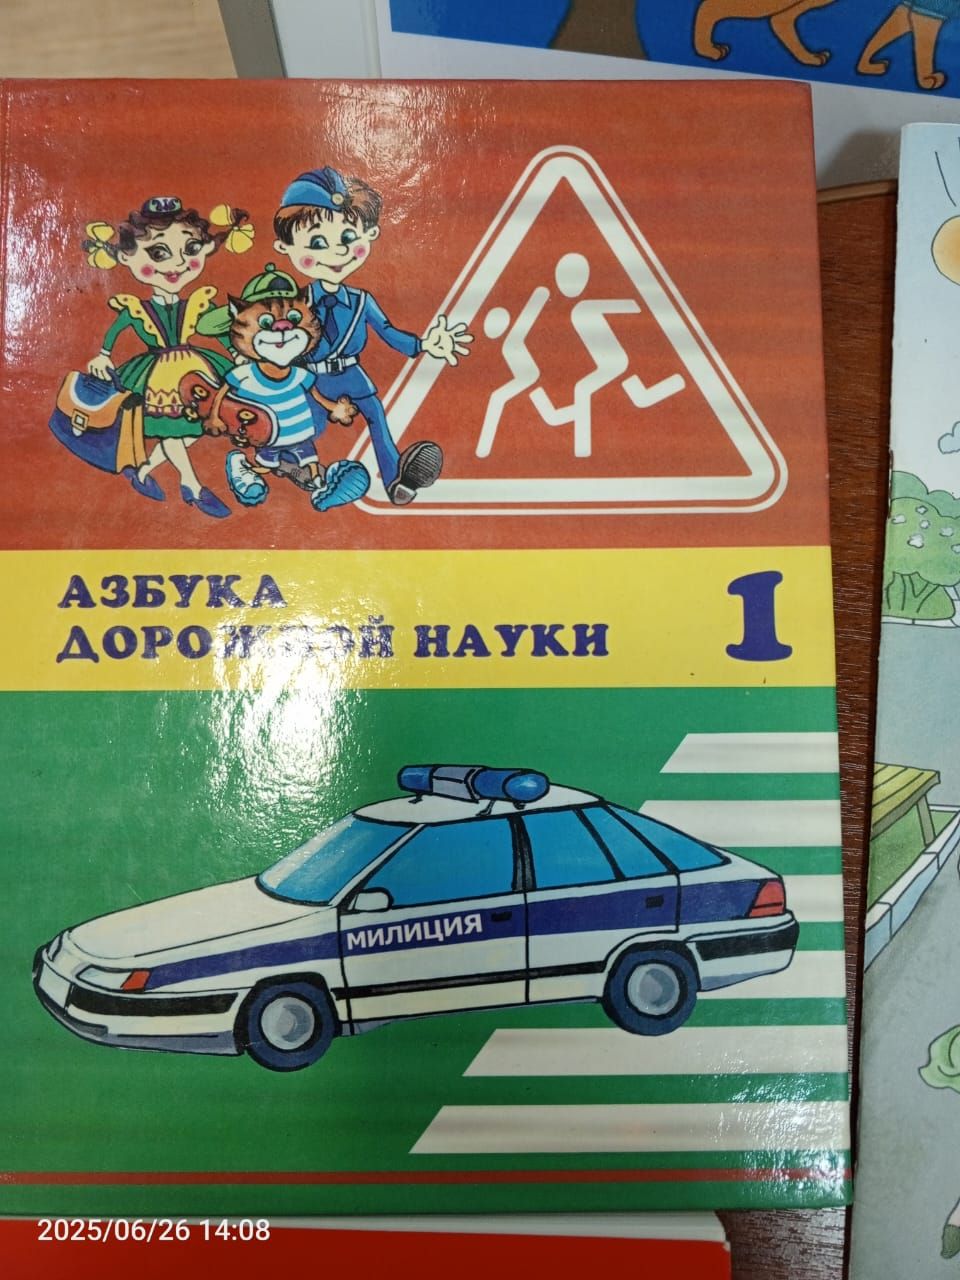 АЗБУКА
ДОРОЖНОЙ НАУКИ
1
МИЛИЦИЯ
2025/06/26 14:08